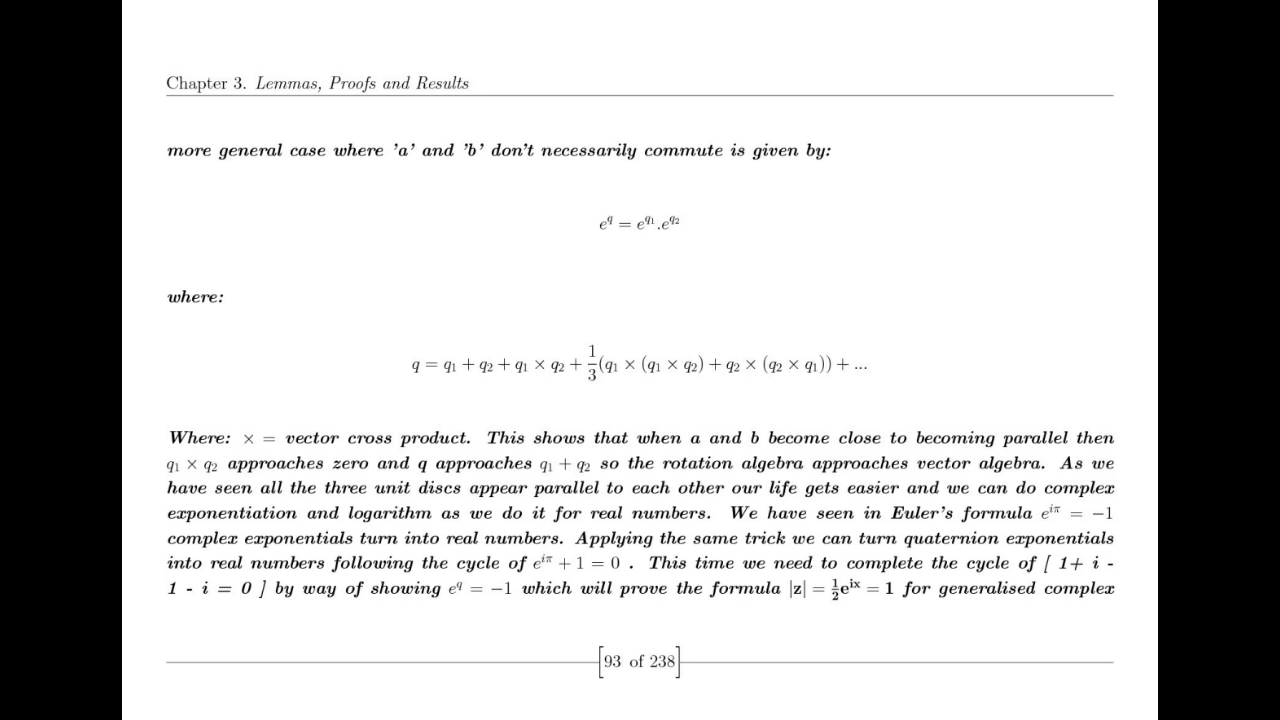 Chapter 3. Lemmas, Proofs and Results
more general case where 'a' and 'b' don't necessarily commute is given by:
e^q = e^{q_1}.e^{q_2}
where:
q = q_1 + q_2 + q_1 × q_2 + \frac{1}{3}(q_1 × (q_1 × q_2) + q_2 × (q_2 × q_1)) + ...
Where: × = vector cross product. This shows that when a and b become close to becoming parallel then
q_1 × q_2 approaches zero and q approaches q_1 + q_2 so the rotation algebra approaches vector algebra. As we
have seen all the three unit discs appear parallel to each other our life gets easier and we can do complex
exponentiation and logarithm as we do it for real numbers. We have seen in Euler's formula e^{iπ} = −1
complex exponentials turn into real numbers. Applying the same trick we can turn quaternion exponentials
into real numbers following the cycle of e^{iπ} + 1 = 0 . This time we need to complete the cycle of [ 1+ i -
1 - i = 0 ] by way of showing e^q = −1 which will prove the formula |z| = \frac{1}{2}e^{ix} = 1 for generalised complex
[93 of 238]